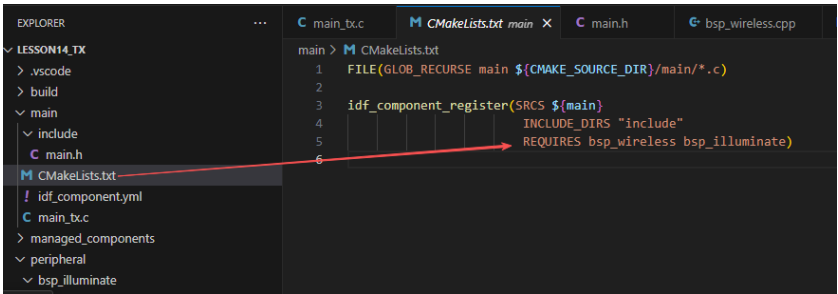 EXPLORER ...
LESSON14_TX
.vscode
build
main
include
C main.h
M CMakeLists.txt
! idf_component.yml
C main_tx.c
managed_components
peripheral
bsp_illuminate
C main_tx.c M CMakeLists.txt main × C main.h G+ bsp_wireless.cpp
main > M CMakeLists.txt
1 FILE(GLOB_RECURSE main ${CMAKE_SOURCE_DIR}/main/*.c)
2
3 idf_component_register(SRCS ${main}
4 INCLUDE_DIRS "include"
5 REQUIRES bsp_wireless bsp_illuminate)
6